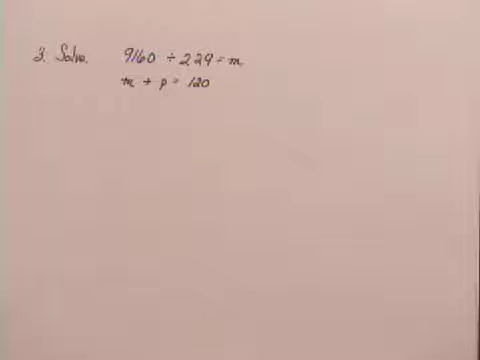 3. Solve. 9160 ÷ 229 = m
m + p = 120